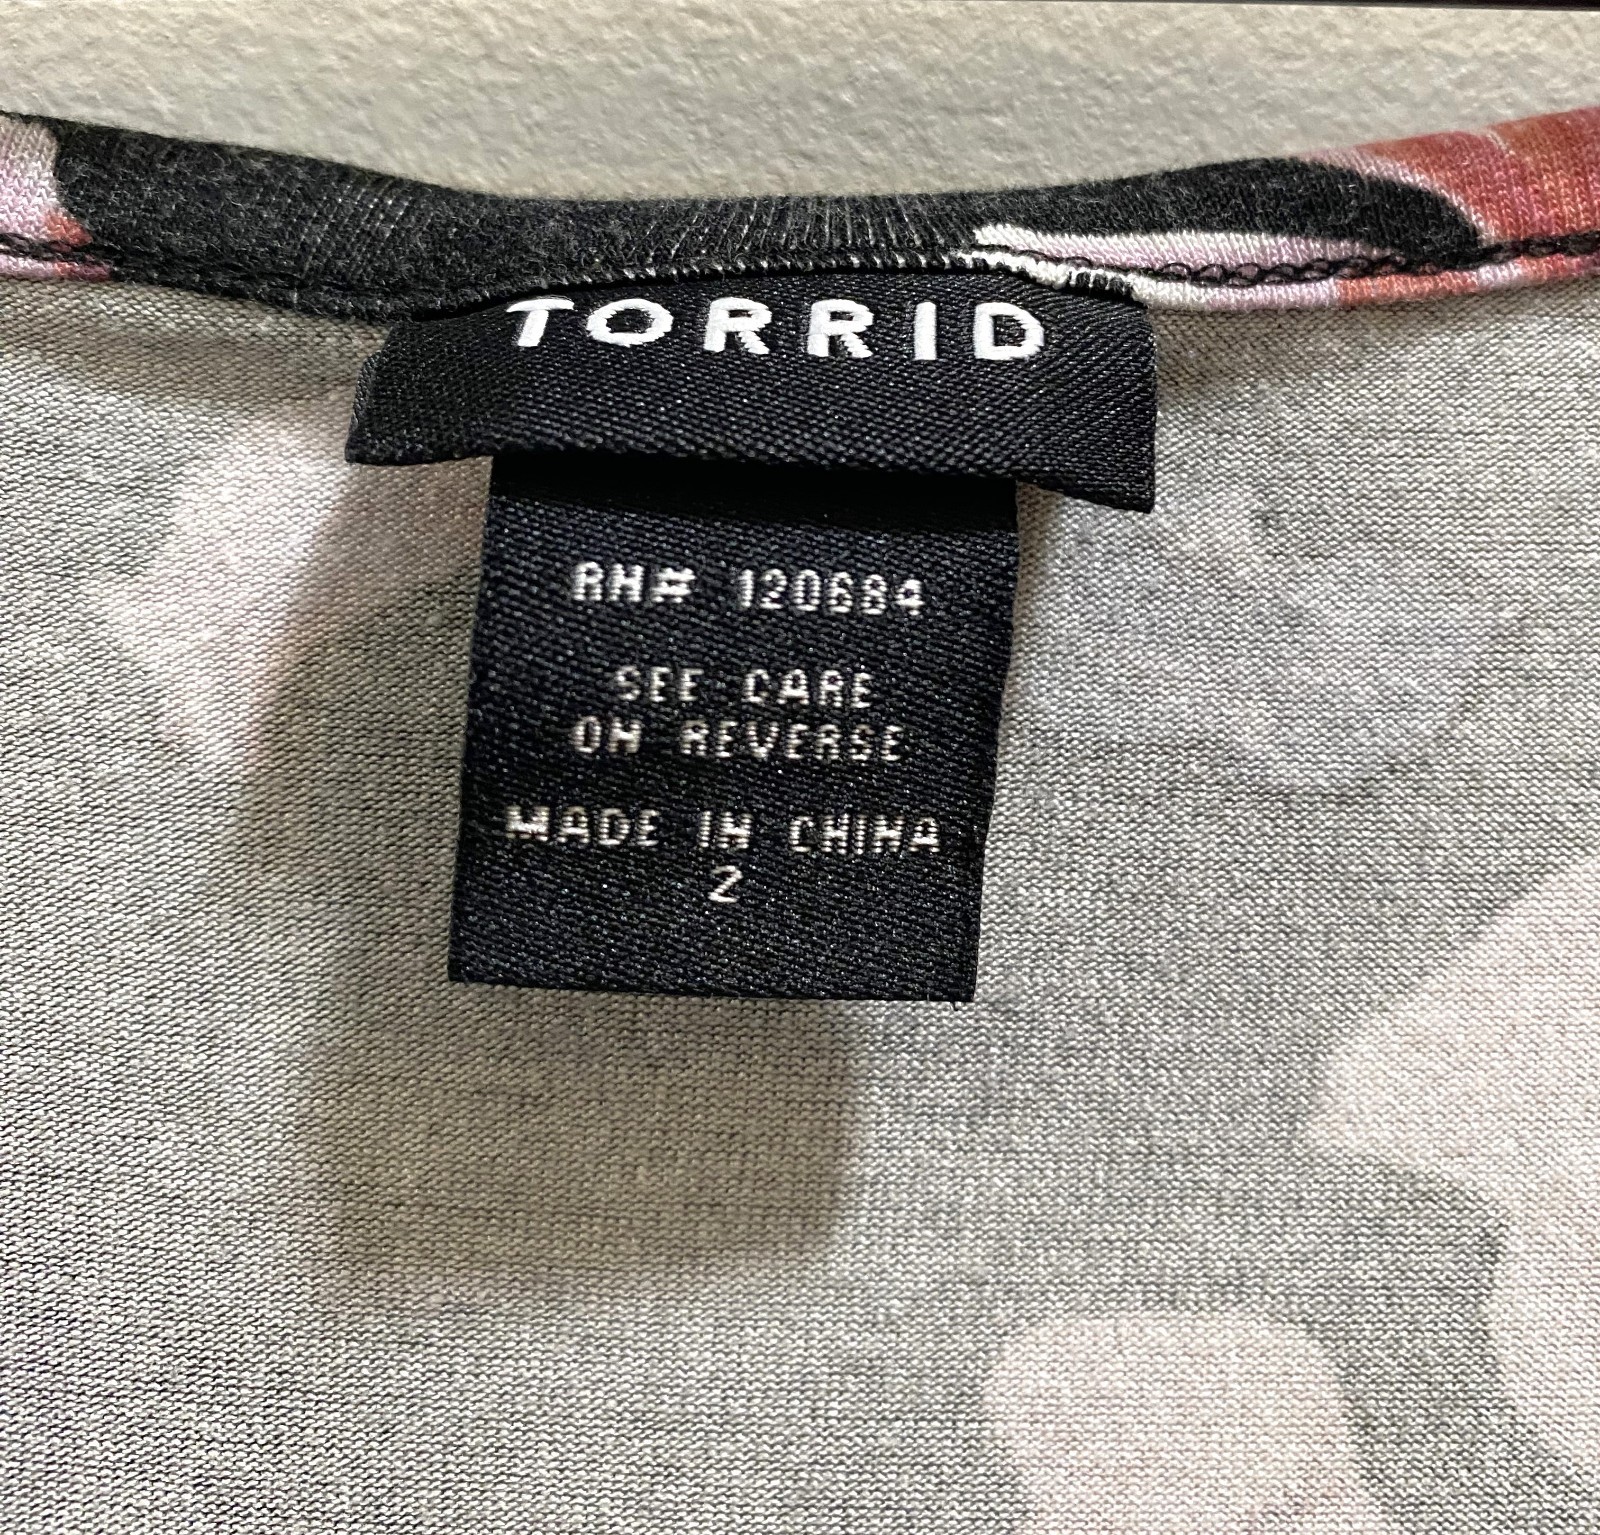 TORRID
RN# 120684
SEE CARE
ON REVERSE
MADE IN CHINA
2